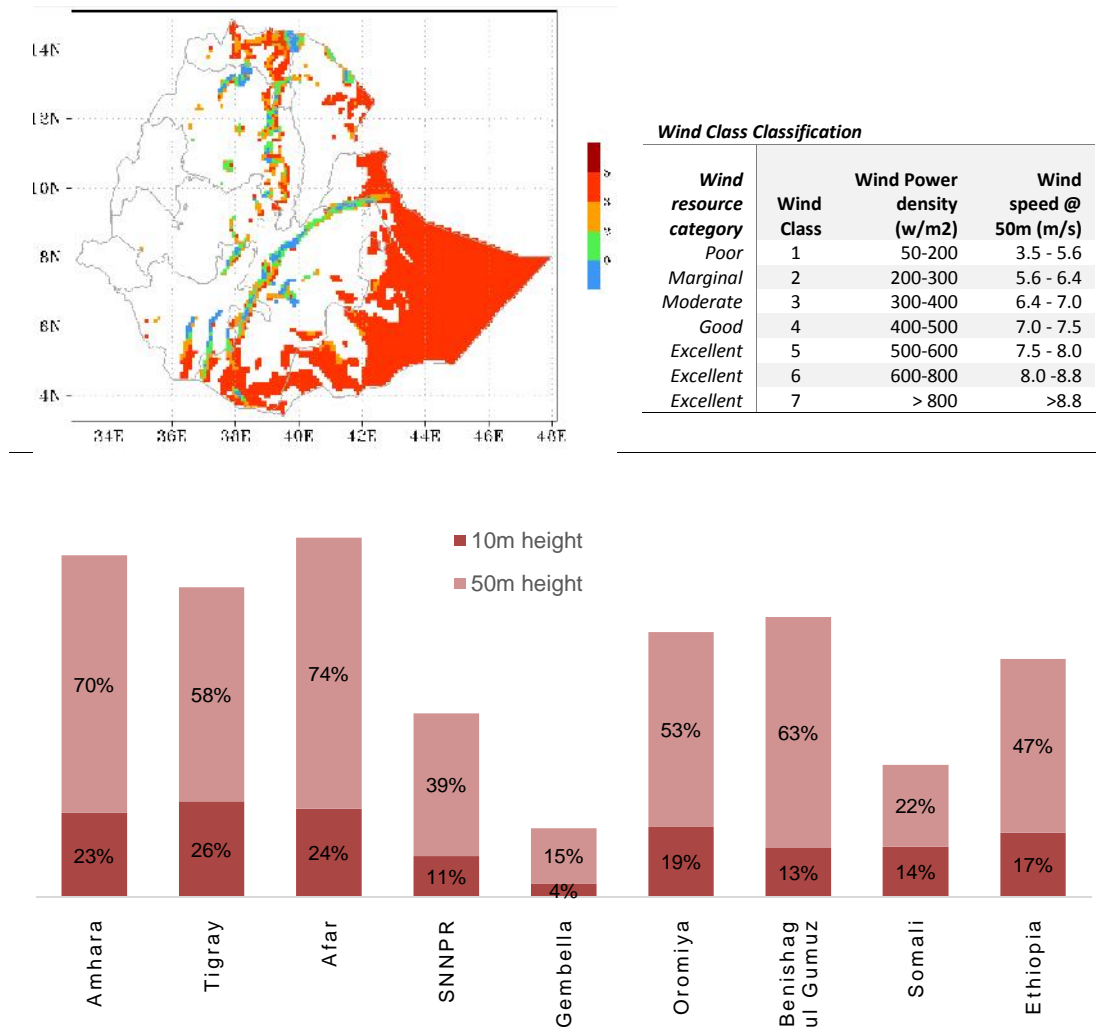 14N
12N
10N
8N
6N
4N
34E 36E 38E 40E 42E 44E 46E 48E
Wind Class Classification
Wind resource category Wind Class Wind Power density (w/m2) Wind speed @ 50m (m/s)
Poor 1 50-200 3.5 - 5.6
Marginal 2 200-300 5.6 - 6.4
Moderate 3 300-400 6.4 - 7.0
Good 4 400-500 7.0 - 7.5
Excellent 5 500-600 7.5 - 8.0
Excellent 6 600-800 8.0 -8.8
Excellent 7 > 800 >8.8
10m height
50m height
70% 58% 74% 39% 15% 53% 63% 22% 47%
23% 26% 24% 11% 4% 19% 13% 14% 17%
Amhara
Tigray
Afar
SNNPR
Gembella
Oromiya
Benishag
ul Gumuz
Somali
Ethiopia